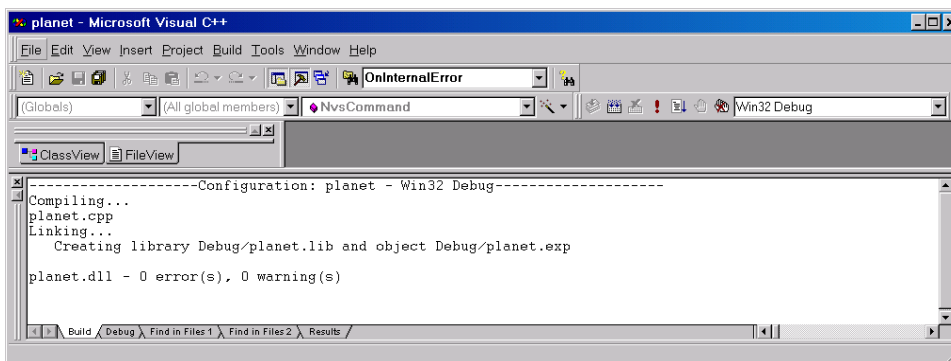 planet - Microsoft Visual C++
File Edit View Insert Project Build Tools Window Help
OnInternalError
(Globals) (All global members) NvsCommand Win32 Debug
ClassView FileView
--------------------Configuration: planet - Win32 Debug--------------------
Compiling...
planet.cpp
Linking...
   Creating library Debug/planet.lib and object Debug/planet.exp
planet.dll - 0 error(s), 0 warning(s)
Build Debug Find in Files 1 Find in Files 2 Results